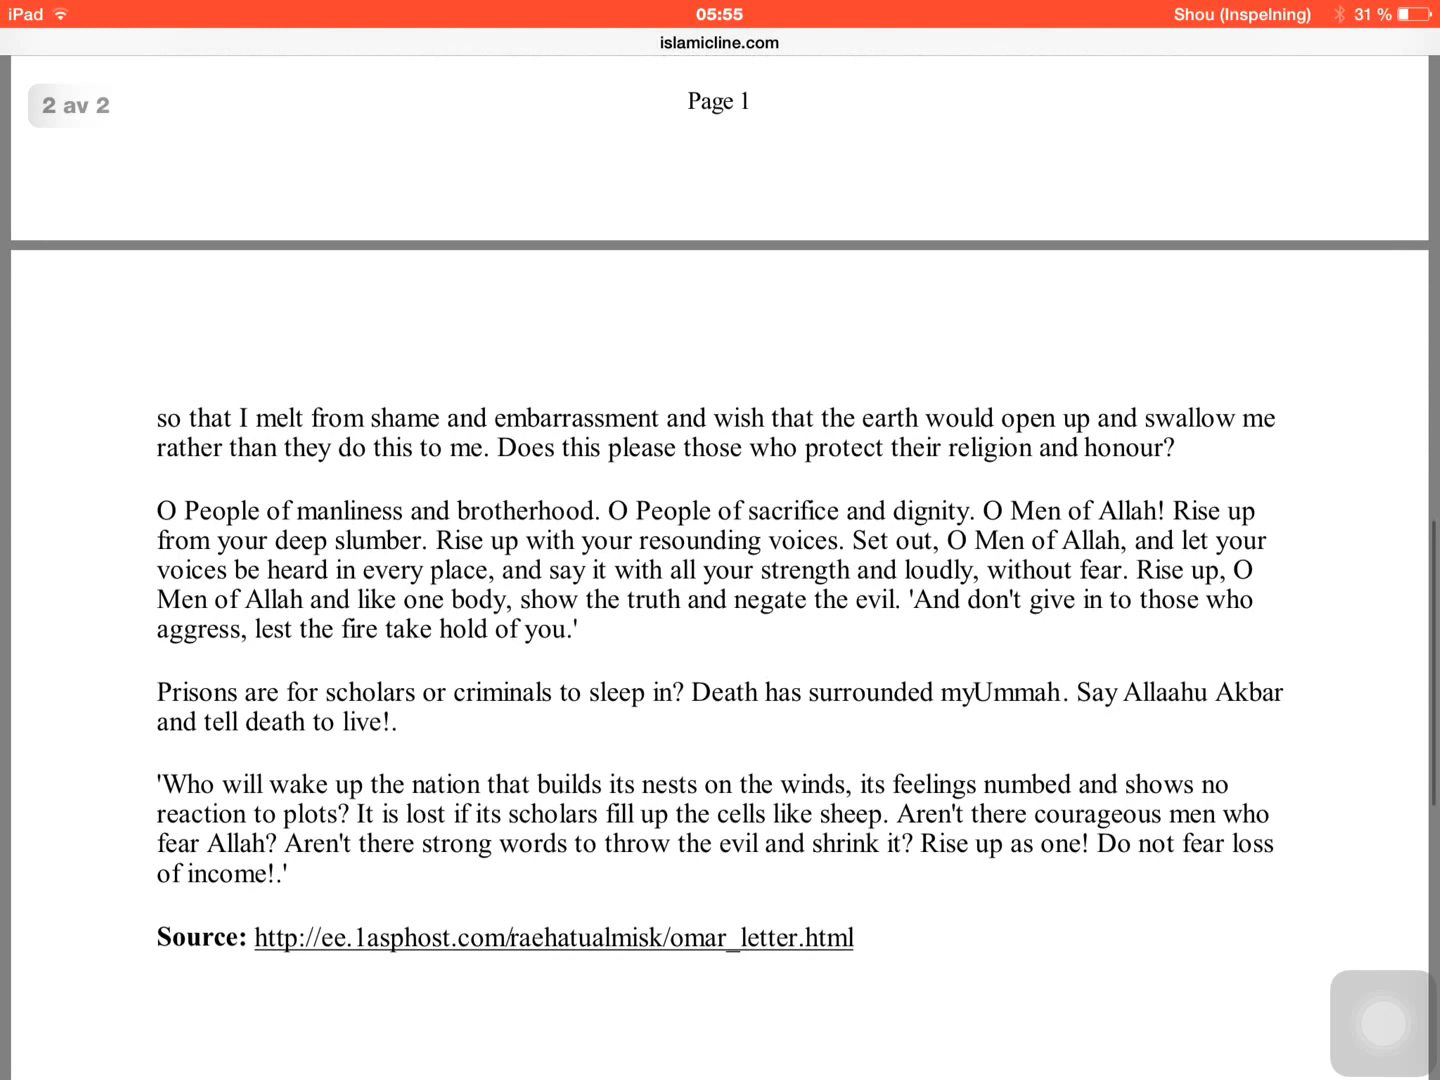 iPad 05:55 Shou (Inspelning) 31 %
islamicline.com
2 av 2
Page 1
so that I melt from shame and embarrassment and wish that the earth would open up and swallow me
rather than they do this to me. Does this please those who protect their religion and honour?
O People of manliness and brotherhood. O People of sacrifice and dignity. O Men of Allah! Rise up
from your deep slumber. Rise up with your resounding voices. Set out, O Men of Allah, and let your
voices be heard in every place, and say it with all your strength and loudly, without fear. Rise up, O
Men of Allah and like one body, show the truth and negate the evil. 'And don't give in to those who
aggress, lest the fire take hold of you.'
Prisons are for scholars or criminals to sleep in? Death has surrounded myUmmah. Say Allaahu Akbar
and tell death to live!.
'Who will wake up the nation that builds its nests on the winds, its feelings numbed and shows no
reaction to plots? It is lost if its scholars fill up the cells like sheep. Aren't there courageous men who
fear Allah? Aren't there strong words to throw the evil and shrink it? Rise up as one! Do not fear loss
of income!.'
Source: http://ee.1asphost.com/raehatualmisk/omar_letter.html